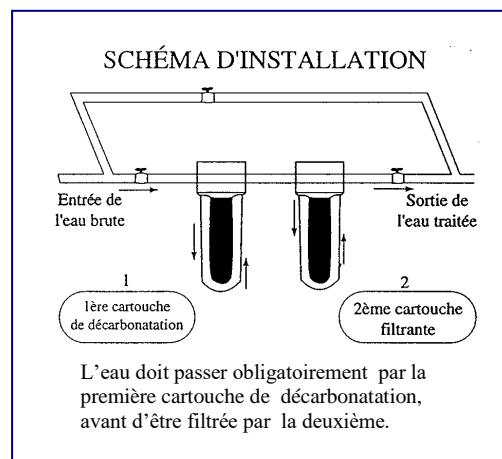 SCHÉMA D'INSTALLATION
Entrée de
l'eau brute
Sortie de
l'eau traitée
1
1ère cartouche
de décarbonatation
2
2ème cartouche
filtrante
L'eau doit passer obligatoirement par la
première cartouche de décarbonatation,
avant d'être filtrée par la deuxième.